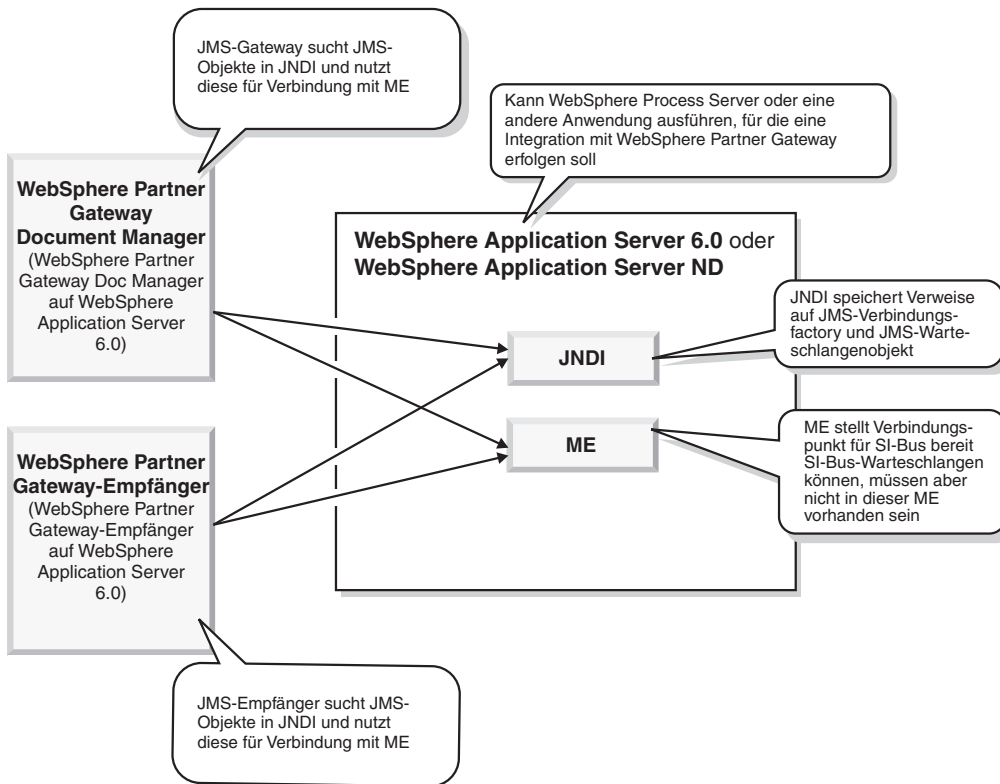 JMS-Gateway sucht JMS-
Objekte in JNDI und nutzt
diese für Verbindung mit ME
Kann WebSphere Process Server oder eine
andere Anwendung ausführen, für die eine
Integration mit WebSphere Partner Gateway
erfolgen soll
WebSphere Partner
Gateway
Document Manager
(WebSphere Partner
Gateway Doc Manager
auf WebSphere
Application Server
6.0)
WebSphere Application Server 6.0 oder
WebSphere Application Server ND
JNDI speichert Verweise
auf JMS-Verbindungs-
factory und JMS-Warte-
schlangenobjekt
JNDI
ME
ME stellt Verbindungs-
punkt für SI-Bus bereit
SI-Bus-Warteschlangen
können, müssen aber
nicht in dieser ME
vorhanden sein
WebSphere Partner
Gateway-Empfänger
(WebSphere Partner
Gateway-Empfänger
auf WebSphere
Application Server
6.0)
JMS-Empfänger sucht JMS-
Objekte in JNDI und nutzt
diese für Verbindung mit ME